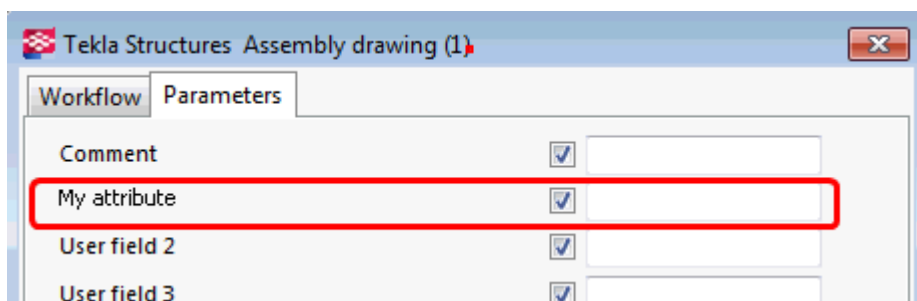 Tekla Structures Assembly drawing (1)
Workflow Parameters
Comment
My attribute
User field 2
User field 3